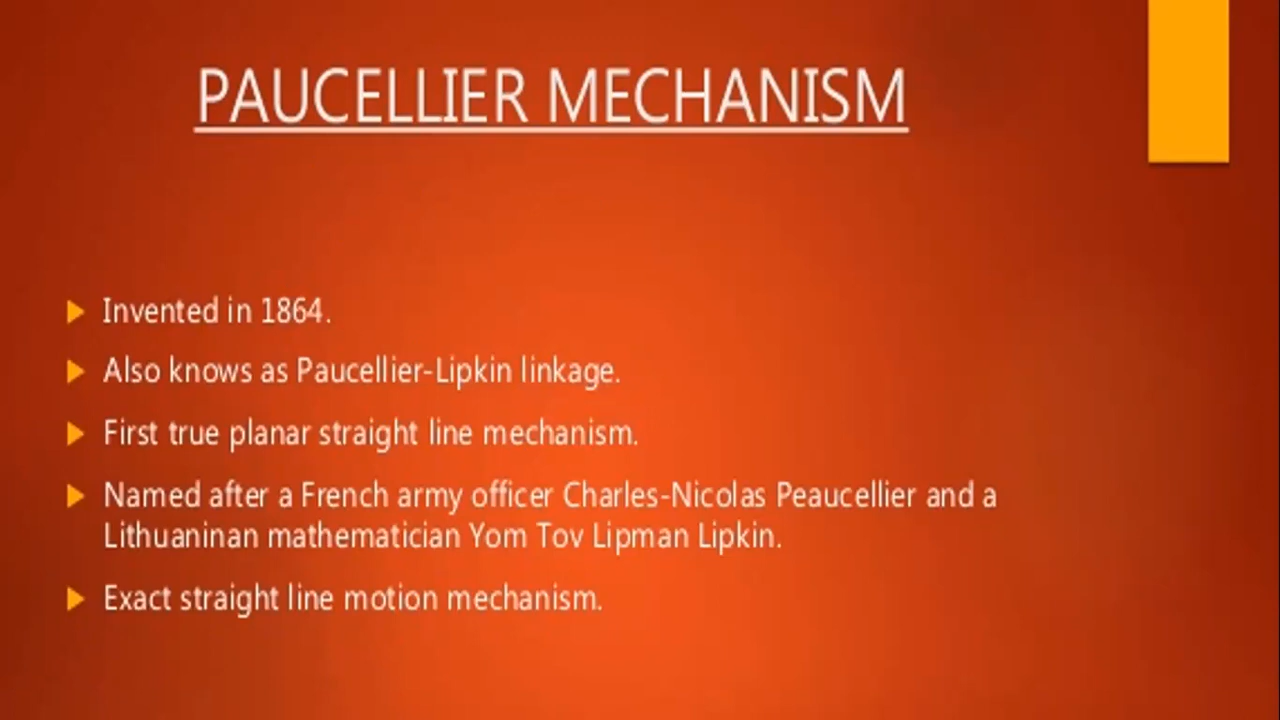 PAUCELLIER MECHANISM
Invented in 1864.
Also knows as Paucellier-Lipkin linkage.
First true planar straight line mechanism.
Named after a French army officer Charles-Nicolas Peaucellier and a
Lithuaninan mathematician Yom Tov Lipman Lipkin.
Exact straight line motion mechanism.